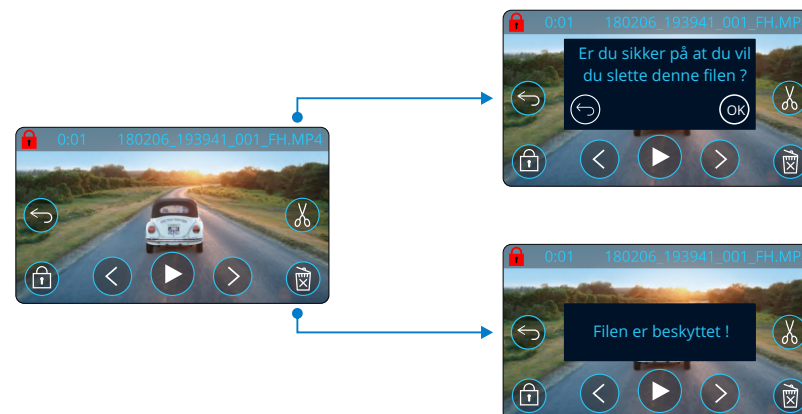 0:01 180206_193941_001_FH.MP4
0:01 180206_193941_001_FH.MP
Er du sikker på at du vil
du slette denne filen ?
OK
0:01 180206_193941_001_FH.MP
Filen er beskyttet !